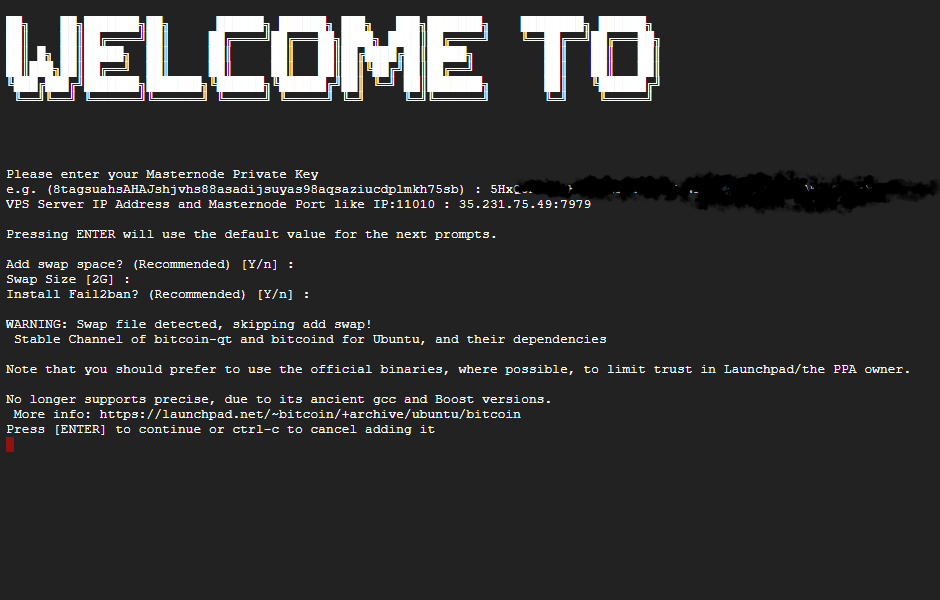 WELCOME TO
Please enter your Masternode Private Key
e.g. (8tagsuahsAHAJshjvhs88asadijsuyas98aqsaziucdplmkh75sb) :
VPS Server IP Address and Masternode Port like IP:11010 : 35.231.75.49:7979
Pressing ENTER will use the default value for the next prompts.
Add swap space? (Recommended) [Y/n] :
Swap Size [2G] :
Install Fail2ban? (Recommended) [Y/n] :
WARNING: Swap file detected, skipping add swap!
Stable Channel of bitcoin-qt and bitcoind for Ubuntu, and their dependencies
Note that you should prefer to use the official binaries, where possible, to limit trust in Launchpad/the PPA owner.
No longer supports precise, due to its ancient gcc and Boost versions.
More info: https://launchpad.net/~bitcoin/+archive/ubuntu/bitcoin
Press [ENTER] to continue or ctrl-c to cancel adding it